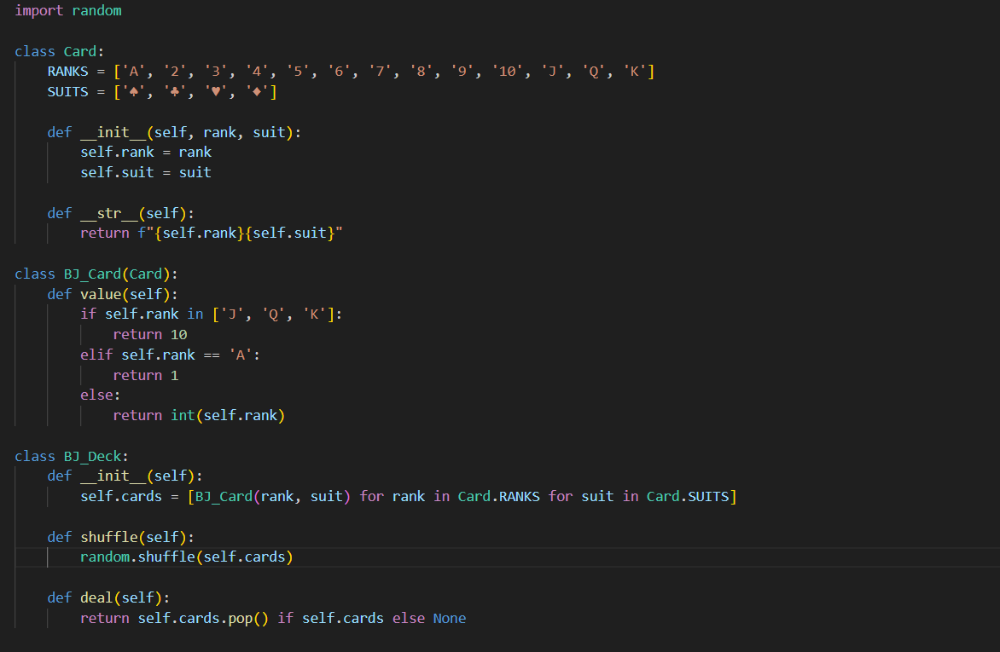 import random

class Card:
    RANKS = ['A', '2', '3', '4', '5', '6', '7', '8', '9', '10', 'J', 'Q', 'K']
    SUITS = ['♠', '♣', '♥', '♦']

    def __init__(self, rank, suit):
        self.rank = rank
        self.suit = suit

    def __str__(self):
        return f"{self.rank}{self.suit}"

class BJ_Card(Card):
    def value(self):
        if self.rank in ['J', 'Q', 'K']:
            return 10
        elif self.rank == 'A':
            return 1
        else:
            return int(self.rank)

class BJ_Deck:
    def __init__(self):
        self.cards = [BJ_Card(rank, suit) for rank in Card.RANKS for suit in Card.SUITS]

    def shuffle(self):
        random.shuffle(self.cards)

    def deal(self):
        return self.cards.pop() if self.cards else None